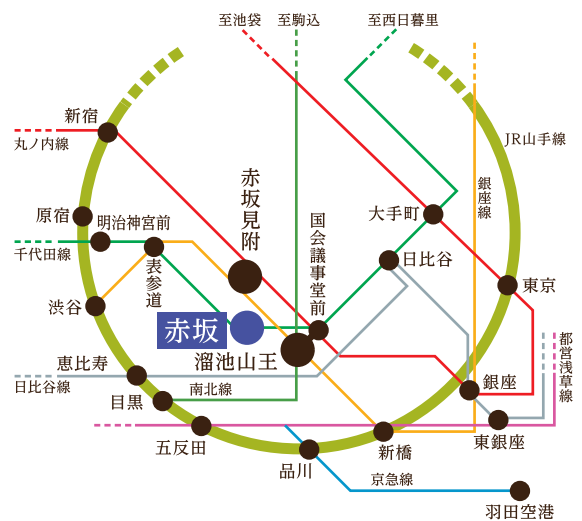 至池袋
至駒込
至西日暮里
新宿
丸ノ内線
JR山手線
赤坂見附
銀座線
原宿
明治神宮前
国会議事堂前
大手町
千代田線
表参道
日比谷
渋谷
東京
赤坂
溜池山王
都営浅草線
恵比寿
日比谷線
目黒
南北線
銀座
五反田
東銀座
新橋
品川
京急線
羽田空港